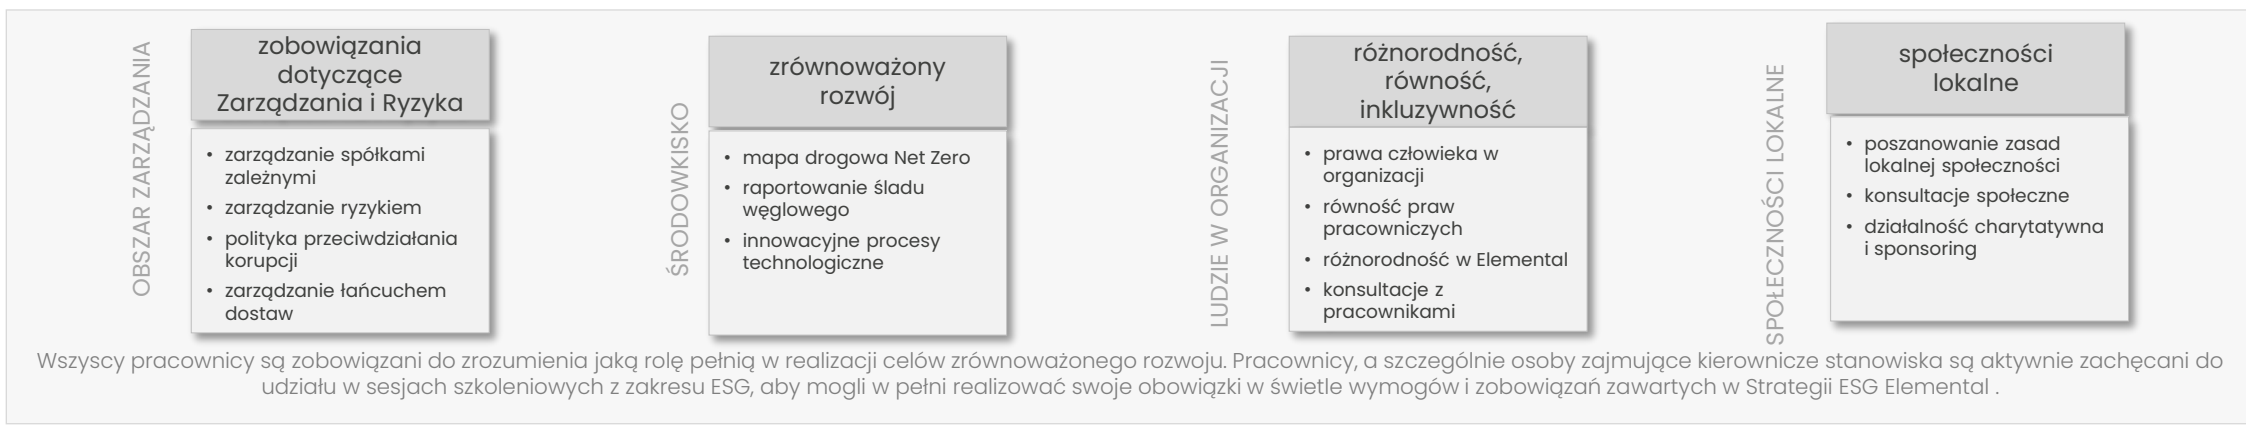 OBSZAR ZARZĄDZANIA
zobowiązania
dotyczące
Zarządzania i Ryzyka
• zarządzanie spółkami
zależnymi
• zarządzanie ryzykiem
• polityka przeciwdziałania
korupcji
• zarządzanie łańcuchem
dostaw
ŚRODOWKISKO
zrównoważony
rozwój
• mapa drogowa Net Zero
• raportowanie śladu
węglowego
• innowacyjne procesy
technologiczne
LUDZIE W ORGANIZACJI
różnorodność,
równość,
inkluzywność
• prawa człowieka w
organizacji
• równość praw
pracowniczych
• różnorodność w Elemental
• konsultacje z
pracownikami
SPOŁECZNOŚCI LOKALNE
społeczności
lokalne
• poszanowanie zasad
lokalnej społeczności
• konsultacje społeczne
• działalność charytatywna
i sponsoring
Wszyscy pracownicy są zobowiązani do zrozumienia jaką rolę pełnią w realizacji celów zrównoważonego rozwoju. Pracownicy, a szczególnie osoby zajmujące kierownicze stanowiska są aktywnie zachęcani do
udziału w sesjach szkoleniowych z zakresu ESG, aby mogli w pełni realizować swoje obowiązki w świetle wymogów i zobowiązań zawartych w Strategii ESG Elemental .